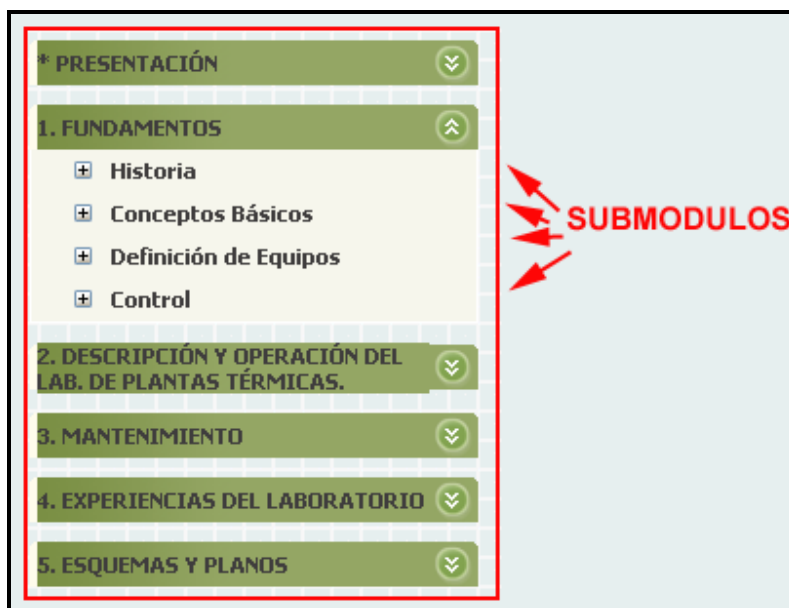 * PRESENTACIÓN
1. FUNDAMENTOS
Historia
Conceptos Básicos
Definición de Equipos
Control
SUBMODULOS
2. DESCRIPCIÓN Y OPERACIÓN DEL
LAB. DE PLANTAS TÉRMICAS.
3. MANTENIMIENTO
4. EXPERIENCIAS DEL LABORATORIO
5. ESQUEMAS Y PLANOS